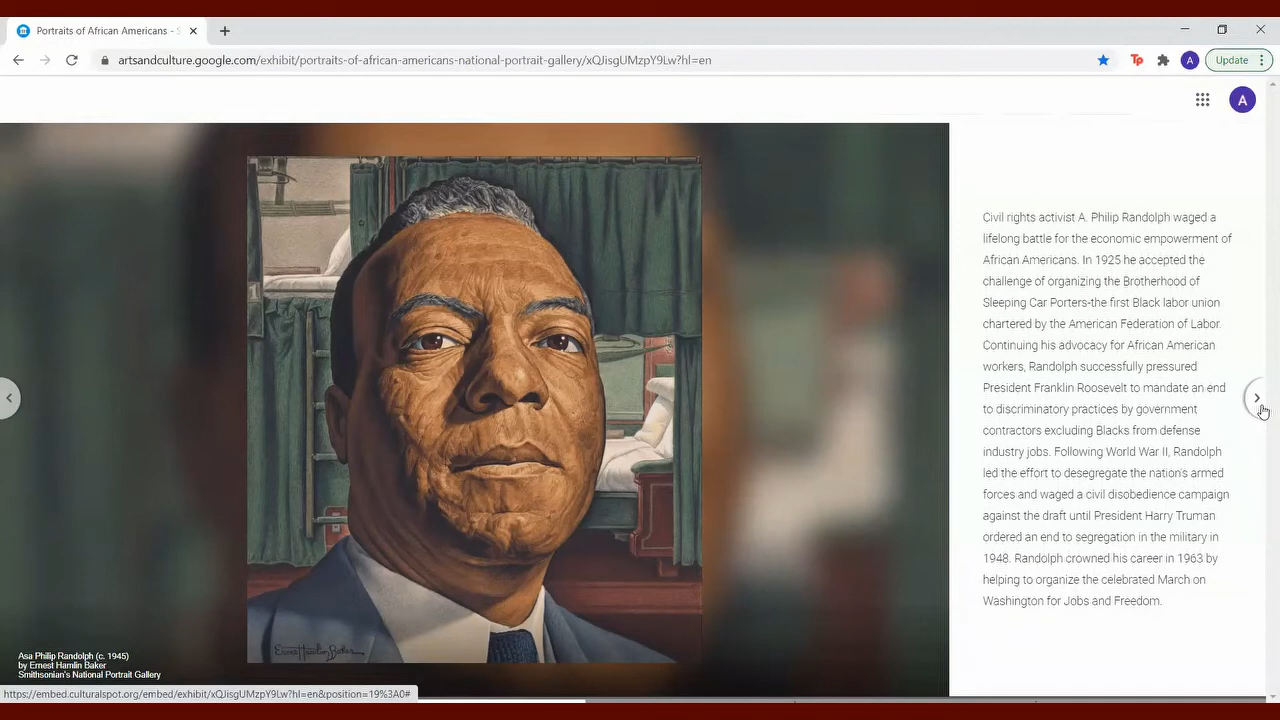 Portraits of African Americans - S
artsandculture.google.com/exhibit/portraits-of-african-americans-national-portrait-gallery/xQJisgUMzpY9Lw?hl=en
Tp
A
Update
A
Civil rights activist A. Philip Randolph waged a
lifelong battle for the economic empowerment of
African Americans. In 1925 he accepted the
challenge of organizing the Brotherhood of
Sleeping Car Porters-the first Black labor union
chartered by the American Federation of Labor.
Continuing his advocacy for African American
workers, Randolph successfully pressured
President Franklin Roosevelt to mandate an end
to discriminatory practices by government
contractors excluding Blacks from defense
industry jobs. Following World War II, Randolph
led the effort to desegregate the nation's armed
forces and waged a civil disobedience campaign
against the draft until President Harry Truman
ordered an end to segregation in the military in
1948. Randolph crowned his career in 1963 by
helping to organize the celebrated March on
Washington for Jobs and Freedom.
Ernest Hamlin Baker
Asa Philip Randolph (c. 1945)
by Ernest Hamlin Baker
Smithsonian's National Portrait Gallery
https://embed.culturalspot.org/embed/exhibit/xQJisgUMzpY9Lw?hl=en&position=19%3A0#